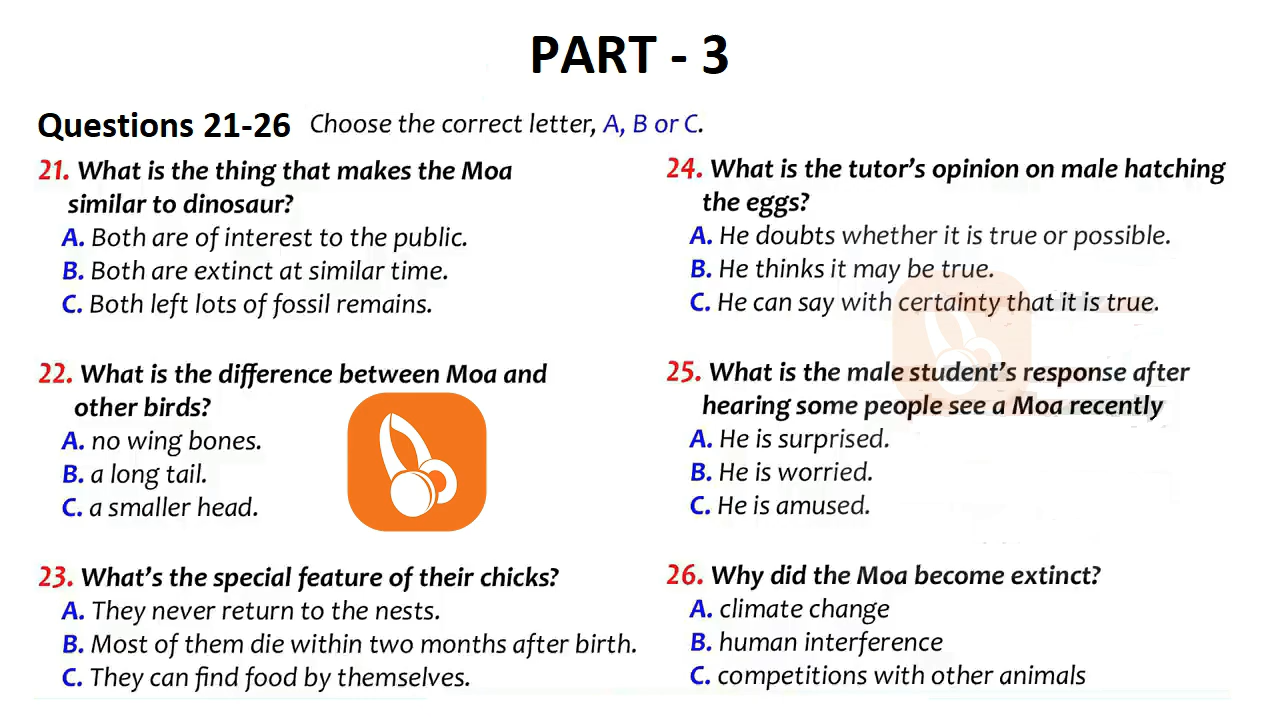 PART - 3
Questions 21-26 Choose the correct letter, A, B or C.
21. What is the thing that makes the Moa
similar to dinosaur?
A. Both are of interest to the public.
B. Both are extinct at similar time.
C. Both left lots of fossil remains.
22. What is the difference between Moa and
other birds?
A. no wing bones.
B. a long tail.
C. a smaller head.
23. What's the special feature of their chicks?
A. They never return to the nests.
B. Most of them die within two months after birth.
C. They can find food by themselves.
24. What is the tutor's opinion on male hatching
the eggs?
A. He doubts whether it is true or possible.
B. He thinks it may be true.
C. He can say with certainty that it is true.
25. What is the male student's response after
hearing some people see a Moa recently
A. He is surprised.
B. He is worried.
C. He is amused.
26. Why did the Moa become extinct?
A. climate change
B. human interference
C. competitions with other animals